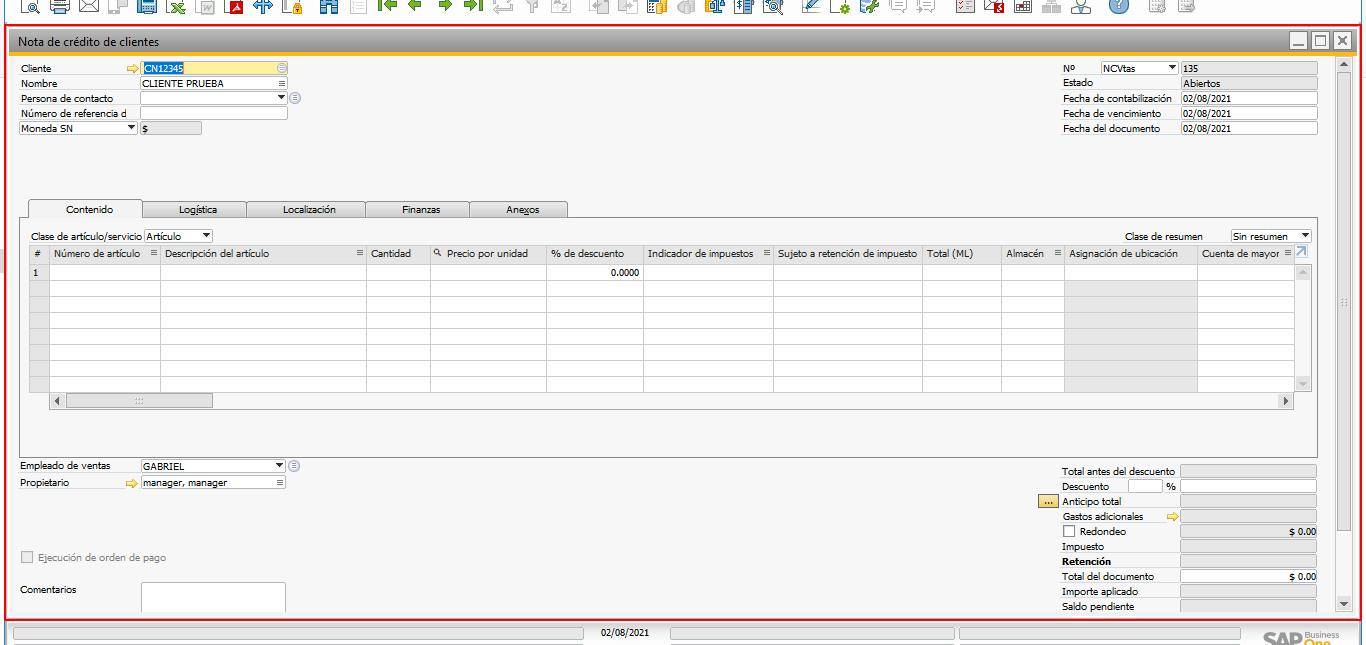 Nota de crédito de clientes
Cliente CN12345 Nº NCVtas 135
Nombre CLIENTE PRUEBA Estado Abiertos
Persona de contacto Fecha de contabilización 02/08/2021
Número de referencia d Fecha de vencimiento 02/08/2021
Moneda SN $ Fecha del documento 02/08/2021
Contenido Logística Localización Finanzas Anexos
Clase de artículo/servicio Artículo Clase de resumen Sin resumen
# Número de artículo Descripción del artículo Cantidad Precio por unidad % de descuento Indicador de impuestos Sujeto a retención de impuesto Total (ML) Almacén Asignación de ubicación Cuenta de mayor
1 0.0000
Empleado de ventas GABRIEL
Propietario manager, manager
Total antes del descuento
Descuento %
... Anticipo total
Gastos adicionales
Redondeo $ 0.00
Impuesto
Ejecución de orden de pago
Retención
Total del documento $ 0.00
Comentarios
Importe aplicado
Saldo pendiente
02/08/2021
SAP Business
One